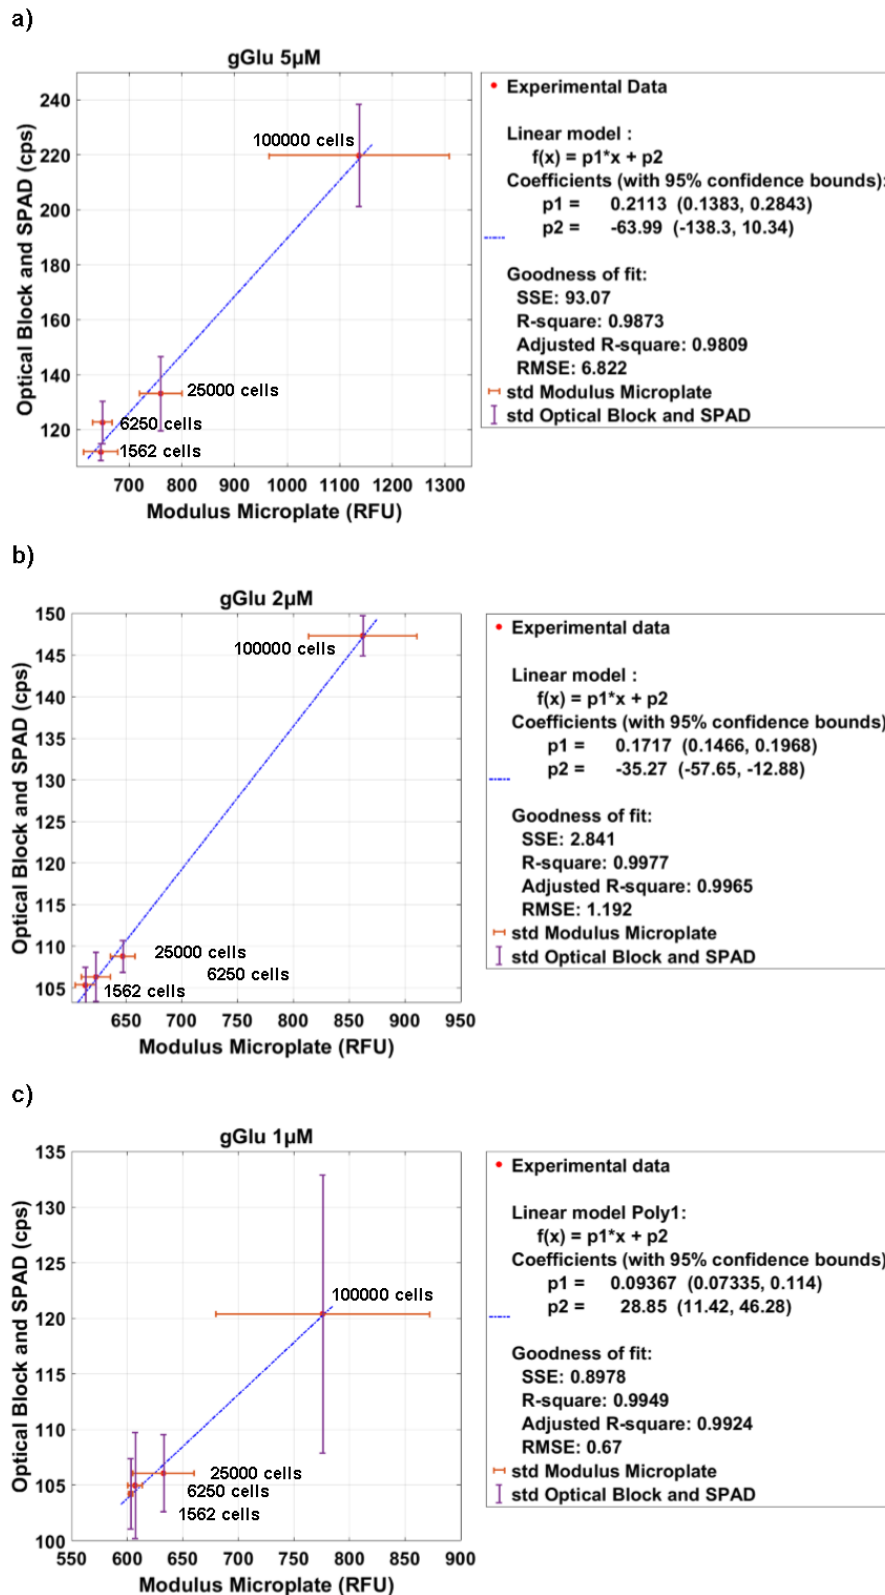 a)
gGlu 5µM
Optical Block and SPAD (cps)
240
220
200
180
160
140
120
100000 cells
25000 cells
6250 cells
1562 cells
700 800 900 1000 1100 1200 1300
Modulus Microplate (RFU)
Experimental Data
Linear model :
f(x) = p1*x + p2
Coefficients (with 95% confidence bounds):
p1 = 0.2113 (0.1383, 0.2843)
p2 = -63.99 (-138.3, 10.34)
Goodness of fit:
SSE: 93.07
R-square: 0.9873
Adjusted R-square: 0.9809
RMSE: 6.822
std Modulus Microplate
std Optical Block and SPAD
b)
gGlu 2µM
Optical Block and SPAD (cps)
150
145
140
135
130
125
120
115
110
105
100000 cells
25000 cells
6250 cells
1562 cells
650 700 750 800 850 900 950
Modulus Microplate (RFU)
Experimental data
Linear model :
f(x) = p1*x + p2
Coefficients (with 95% confidence bounds)
p1 = 0.1717 (0.1466, 0.1968)
p2 = -35.27 (-57.65, -12.88)
Goodness of fit:
SSE: 2.841
R-square: 0.9977
Adjusted R-square: 0.9965
RMSE: 1.192
std Modulus Microplate
std Optical Block and SPAD
c)
gGlu 1µM
Optical Block and SPAD (cps)
135
130
125
120
115
110
105
100
100000 cells
25000 cells
6250 cells
1562 cells
550 600 650 700 750 800 850 900
Modulus Microplate (RFU)
Experimental data
Linear model Poly1:
f(x) = p1*x + p2
Coefficients (with 95% confidence bounds)
p1 = 0.09367 (0.07335, 0.114)
p2 = 28.85 (11.42, 46.28)
Goodness of fit:
SSE: 0.8978
R-square: 0.9949
Adjusted R-square: 0.9924
RMSE: 0.67
std Modulus Microplate
std Optical Block and SPAD